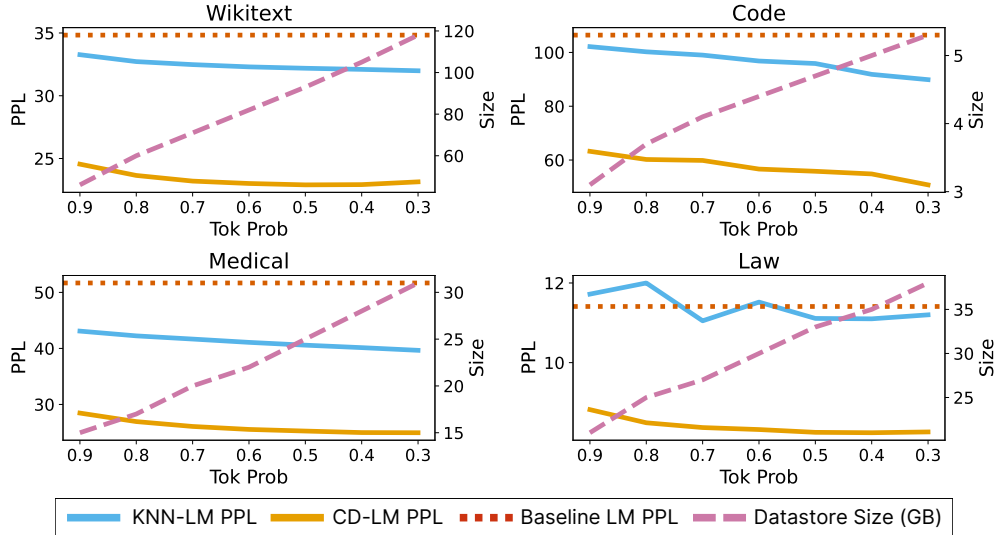 Wikitext
PPL
35
30
25
120
100
80
60
Size
0.9 0.8 0.7 0.6 0.5 0.4 0.3
Tok Prob
Code
PPL
100
80
60
5
4
3
Size
0.9 0.8 0.7 0.6 0.5 0.4 0.3
Tok Prob
Medical
PPL
50
40
30
30
25
20
15
Size
0.9 0.8 0.7 0.6 0.5 0.4 0.3
Tok Prob
Law
PPL
12
10
35
30
25
Size
0.9 0.8 0.7 0.6 0.5 0.4 0.3
Tok Prob
KNN-LM PPL CD-LM PPL Baseline LM PPL Datastore Size (GB)